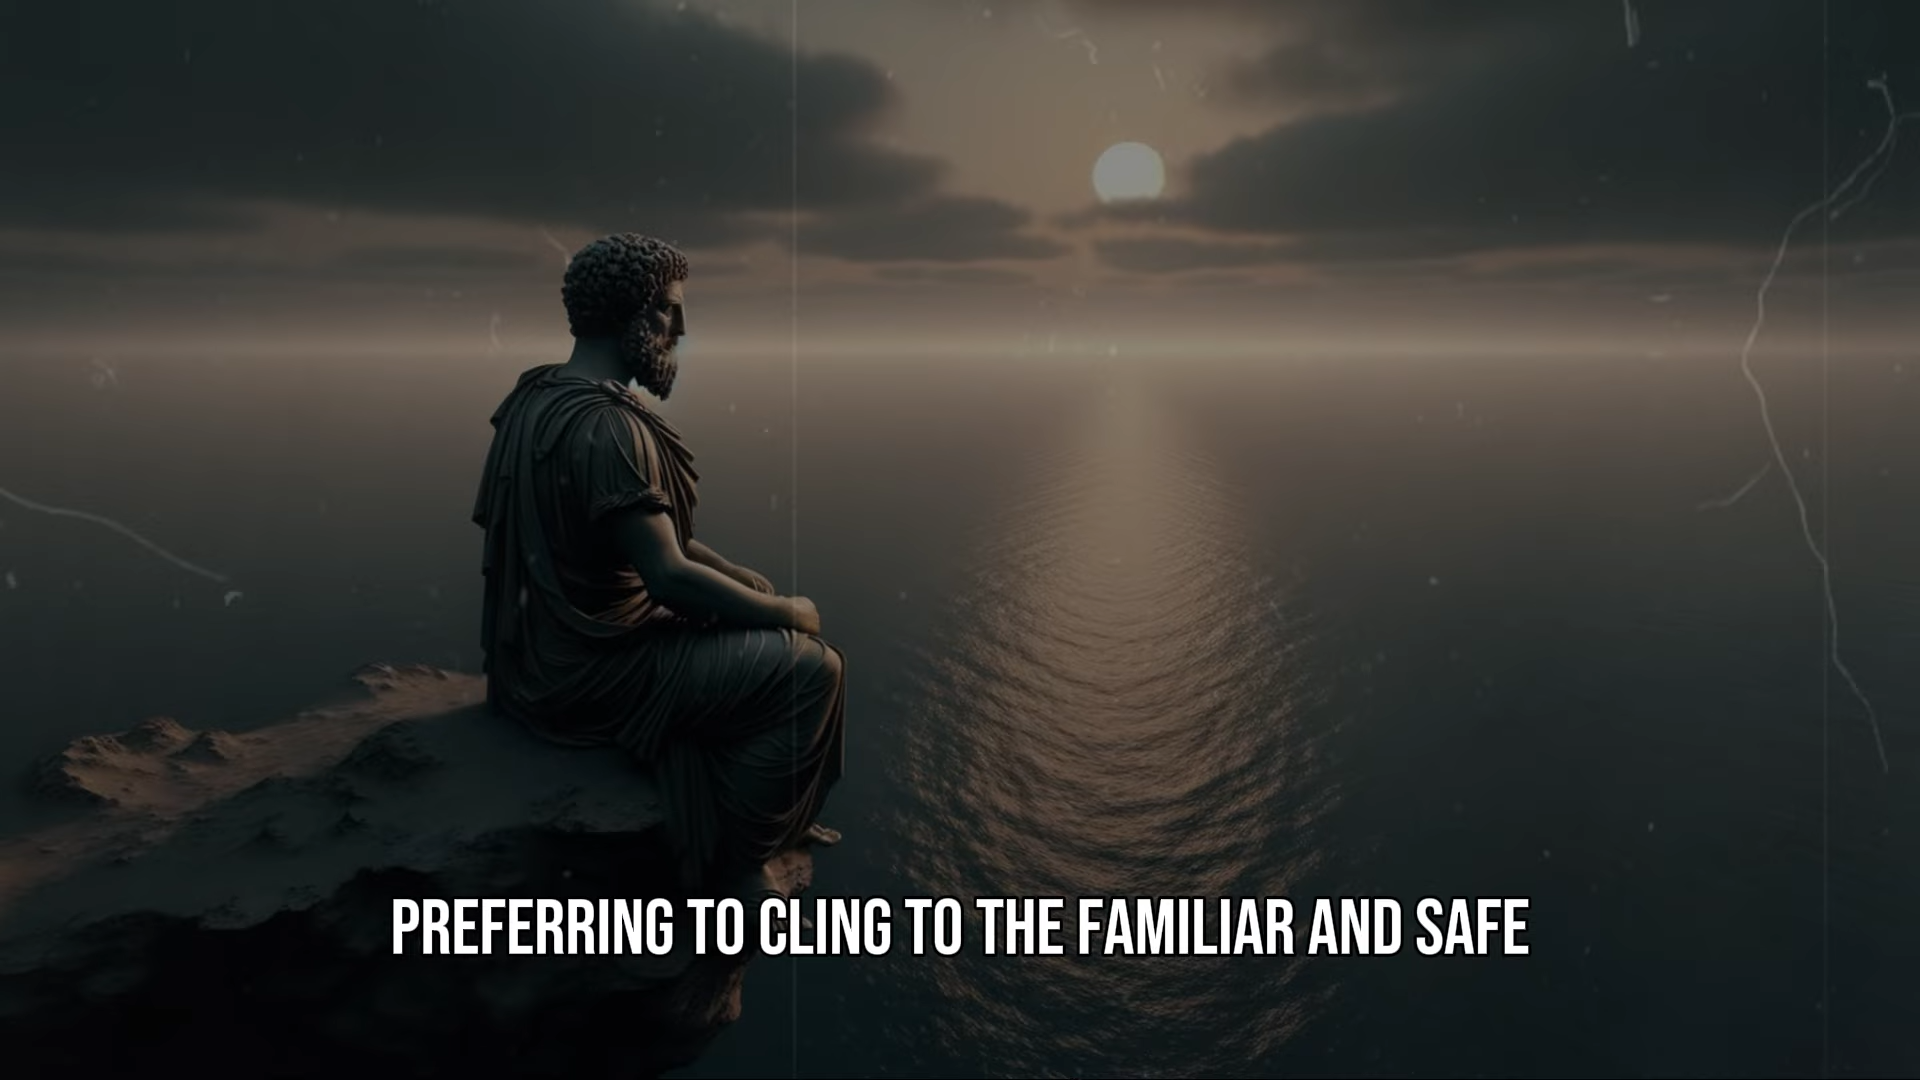 PREFERRING TO CLING TO THE FAMILIAR AND SAFE